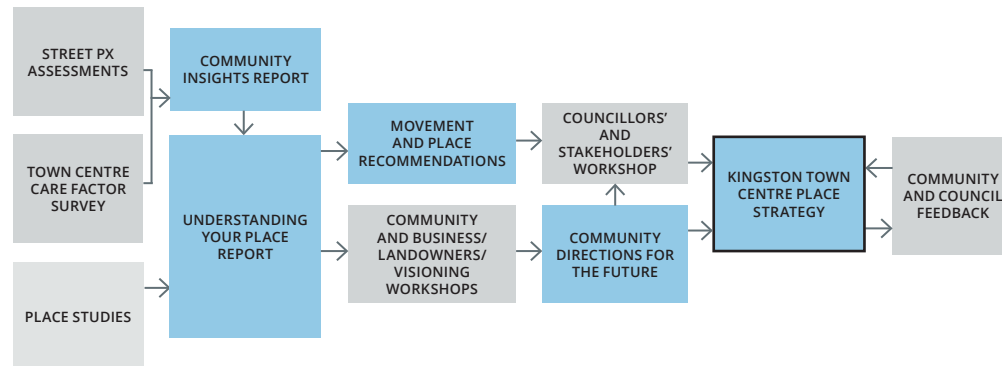 STREET PX
ASSESSMENTS
TOWN CENTRE
CARE FACTOR
SURVEY
PLACE STUDIES
COMMUNITY
INSIGHTS REPORT
UNDERSTANDING
YOUR PLACE
REPORT
MOVEMENT
AND PLACE
RECOMMENDATIONS
COMMUNITY
AND BUSINESS/
LANDOWNERS/
VISIONING
WORKSHOPS
COUNCILLORS’
AND
STAKEHOLDERS’
WORKSHOP
COMMUNITY
DIRECTIONS FOR
THE FUTURE
KINGSTON TOWN
CENTRE PLACE
STRATEGY
COMMUNITY
AND COUNCIL
FEEDBACK